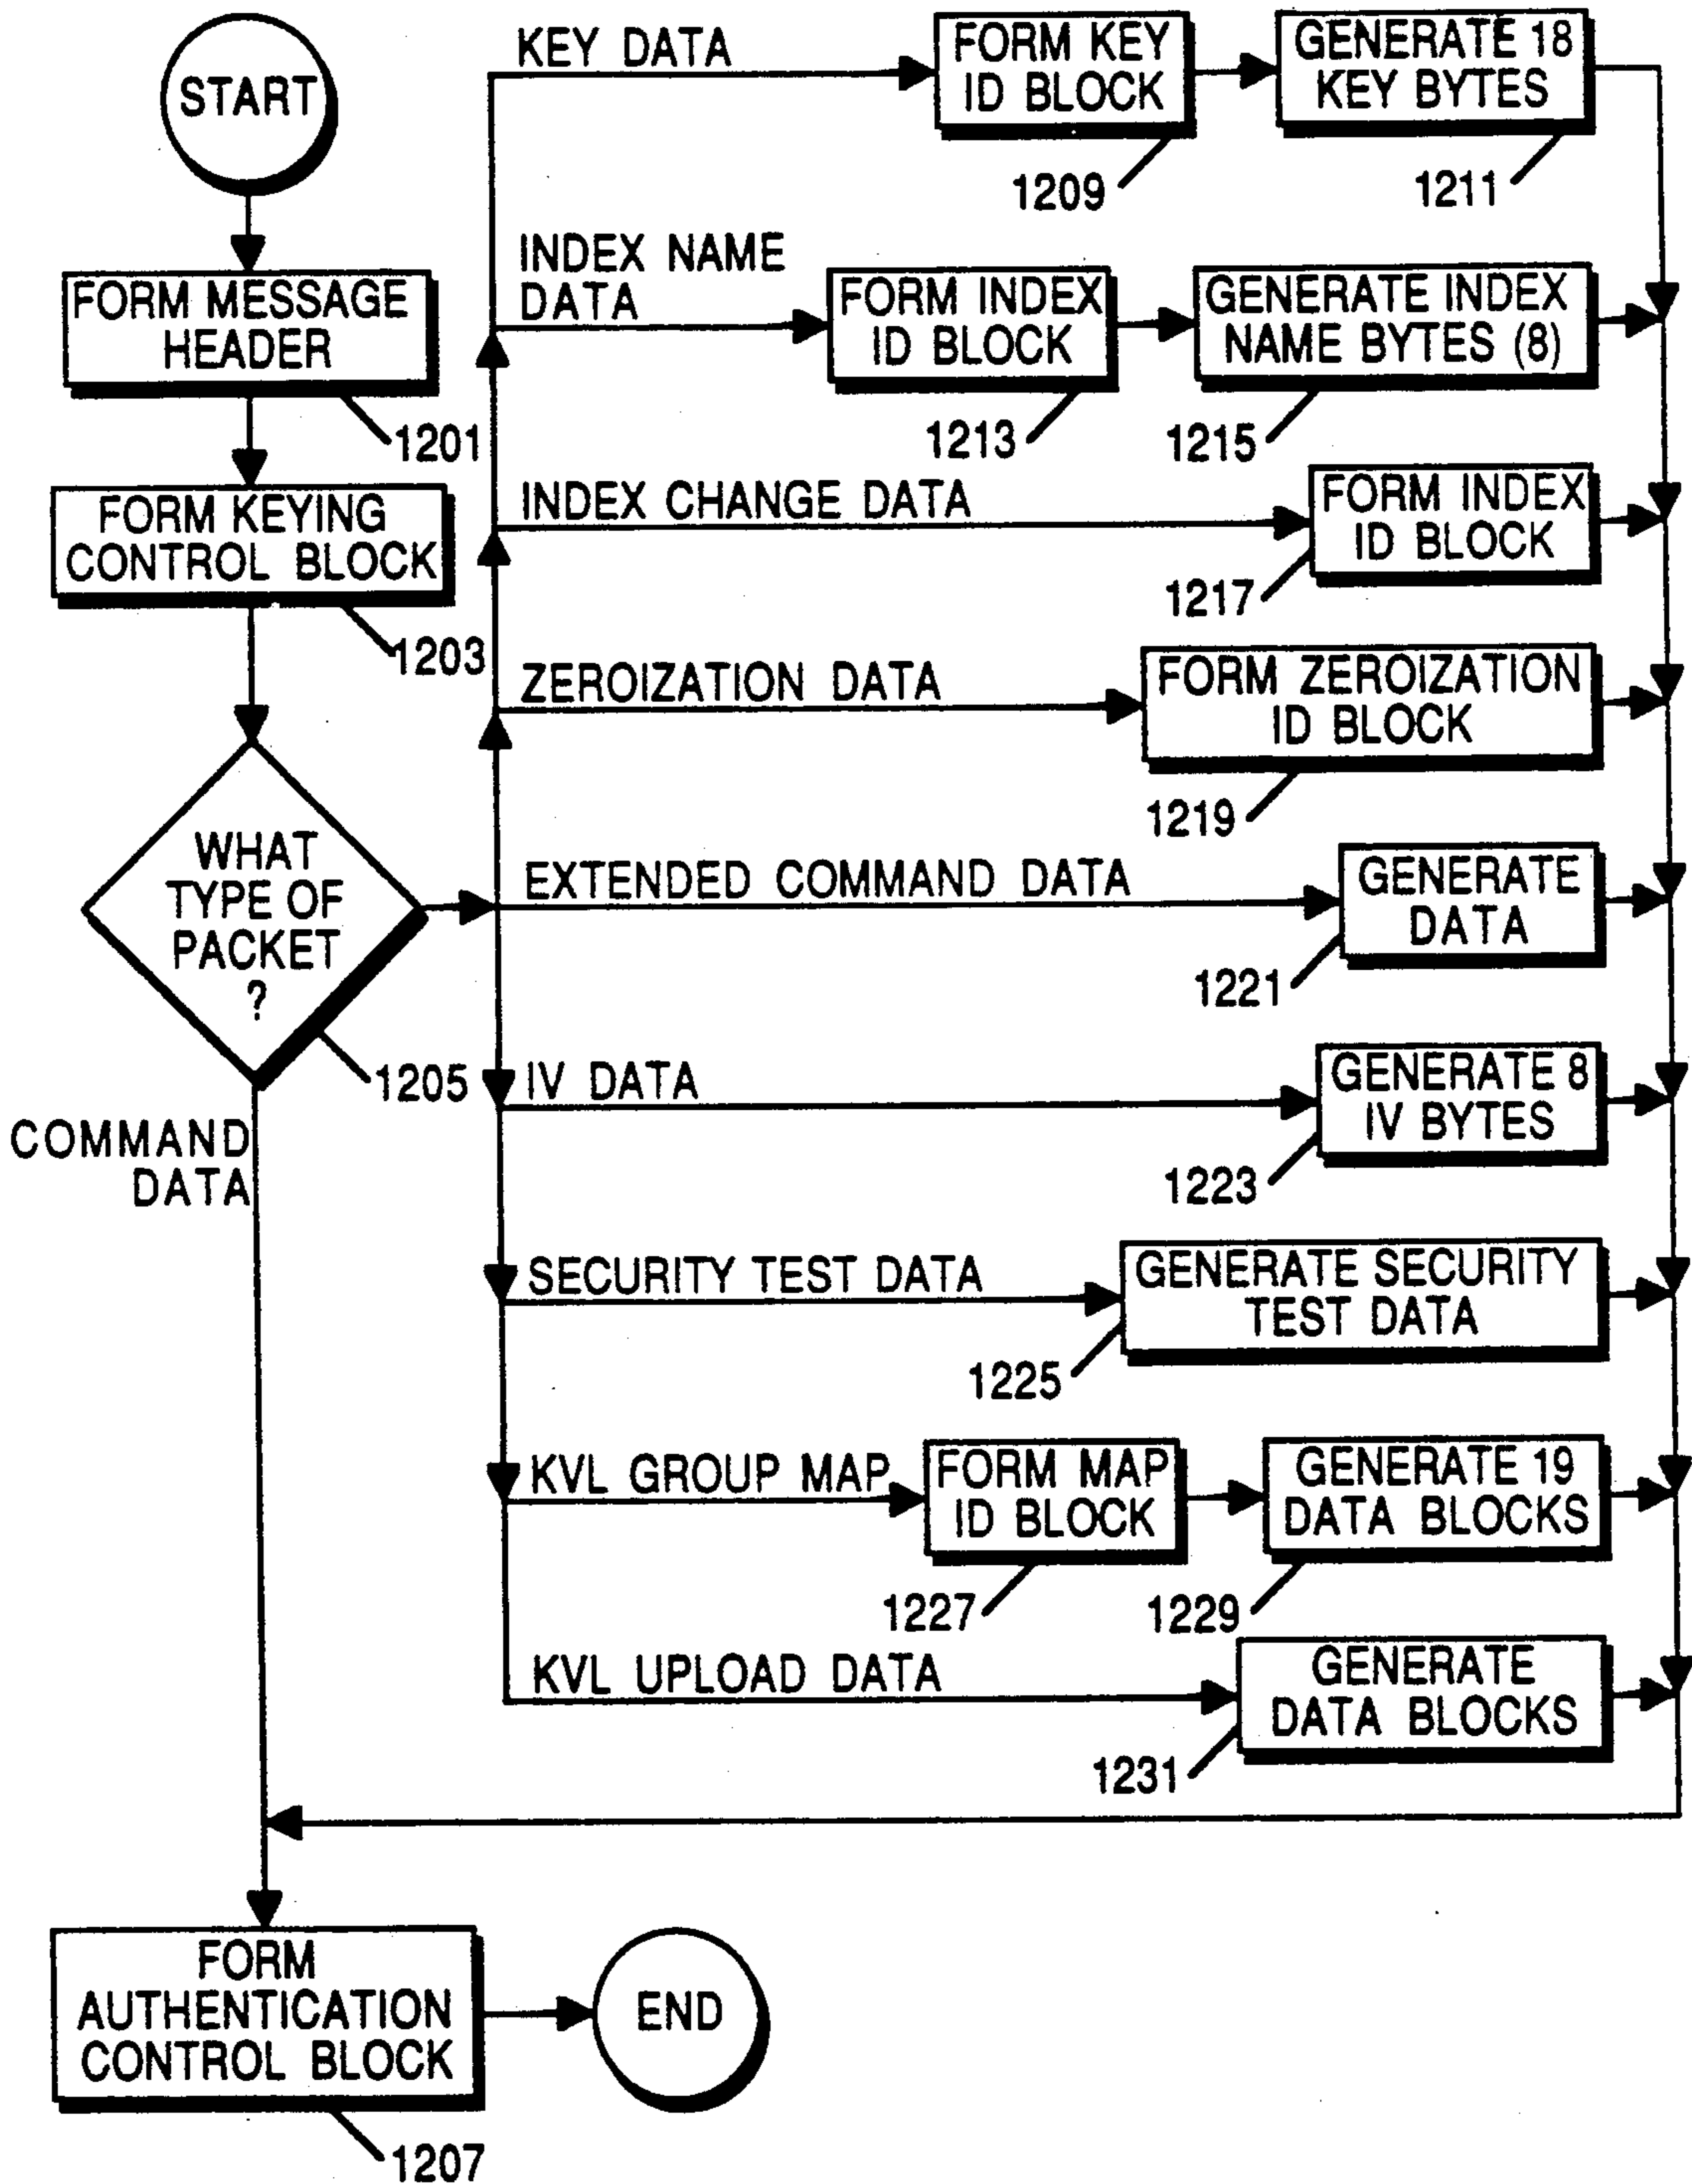 START
FORM MESSAGE
HEADER
1201
FORM KEYING
CONTROL BLOCK
1203
WHAT
TYPE OF
PACKET
?
1205
COMMAND
DATA
KEY DATA
FORM KEY
ID BLOCK
1209
GENERATE 18
KEY BYTES
1211
INDEX NAME
DATA
FORM INDEX
ID BLOCK
1213
GENERATE INDEX
NAME BYTES (8)
1215
INDEX CHANGE DATA
FORM INDEX
ID BLOCK
1217
ZEROIZATION DATA
FORM ZEROIZATION
ID BLOCK
1219
EXTENDED COMMAND DATA
GENERATE
DATA
1221
IV DATA
GENERATE 8
IV BYTES
1223
SECURITY TEST DATA
GENERATE SECURITY
TEST DATA
1225
KVL GROUP MAP
FORM MAP
ID BLOCK
1227
GENERATE 19
DATA BLOCKS
1229
KVL UPLOAD DATA
GENERATE
DATA BLOCKS
1231
FORM
AUTHENTICATION
CONTROL BLOCK
1207
END